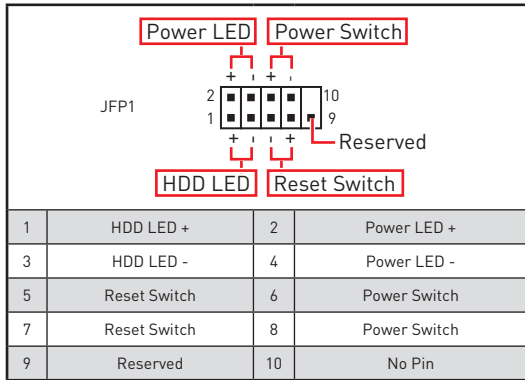 Power LED Power Switch
+ - + -
JFP1
2 10
1 9
+ - - +
Reserved
HDD LED Reset Switch
1 HDD LED + 2 Power LED +
3 HDD LED - 4 Power LED -
5 Reset Switch 6 Power Switch
7 Reset Switch 8 Power Switch
9 Reserved 10 No Pin